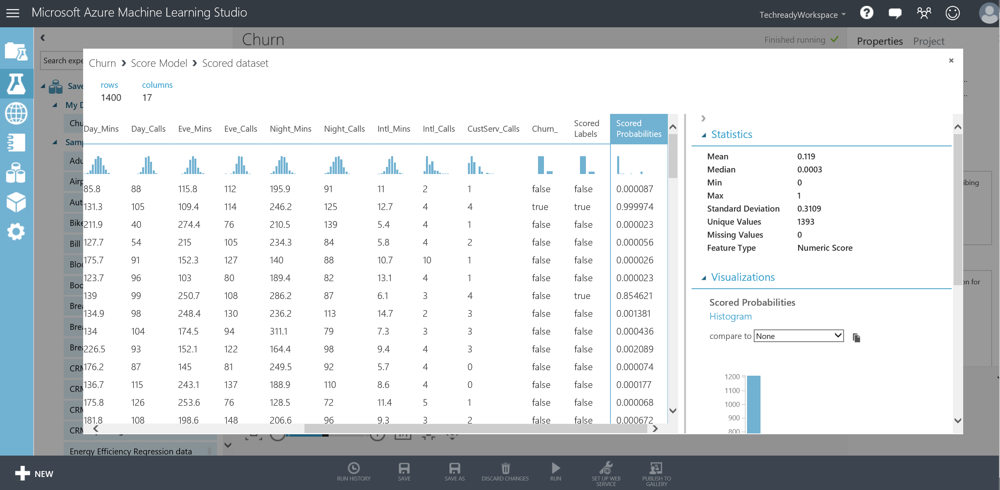 Microsoft Azure Machine Learning Studio
TechreadyWorkspace
Churn
Finished running
Properties Project
Search expe
Churn Score Model Scored dataset
rows columns
1400 17
Save
My D
Chu
Samp
Adu
Airp
Aut
Bike
Bill
Bloo
Boo
Brea
Brea
Brea
CRM
CRM
CRM
CRM
Energy Efficiency Regression data
Day_Mins Day_Calls Eve_Mins Eve_Calls Night_Mins Night_Calls Intl_Mins Intl_Calls CustServ_Calls Churn_ Scored Labels Scored Probabilities
85.8 88 115.8 112 195.9 91 11 2 1 false false 0.000087
131.3 105 109.4 114 246.2 125 12.7 4 4 true true 0.999974
211.9 40 274.4 76 210.5 139 5.4 4 1 false false 0.000023
127.7 54 215 105 234.3 84 5.8 4 2 false false 0.000056
175.7 91 152.3 127 140 88 10.7 10 1 false false 0.000026
123.7 96 103 80 189.4 82 13.1 4 1 false false 0.000023
139 99 250.7 108 286.2 87 6.1 3 4 false true 0.854621
134.9 98 248.4 130 236.2 113 14.7 2 3 false false 0.001381
134 104 174.5 94 311.1 79 7.3 3 3 false false 0.000436
226.5 93 152.1 122 164.4 98 9.4 4 3 false false 0.002089
176.2 87 145 81 249.5 92 5.7 4 0 false false 0.000074
136.7 115 243.1 137 188.9 110 8.6 4 0 false false 0.000177
175.8 126 253.6 76 128.5 72 11.4 5 1 false false 0.000068
181.8 108 198.6 148 206.6 96 9.3 3 2 false false 0.000672
Statistics
Mean 0.119
Median 0.0003
Min 0
Max 1
Standard Deviation 0.3109
Unique Values 1393
Missing Values 0
Feature Type Numeric Score
Visualizations
Scored Probabilities
Histogram
compare to None
1200
1100
1000
900
800
ibing
on for
NEW
RUN HISTORY
SAVE
SAVE AS
DISCARD CHANGES
RUN
SET UP WEB
SERVICE
PUBLISH TO
GALLERY